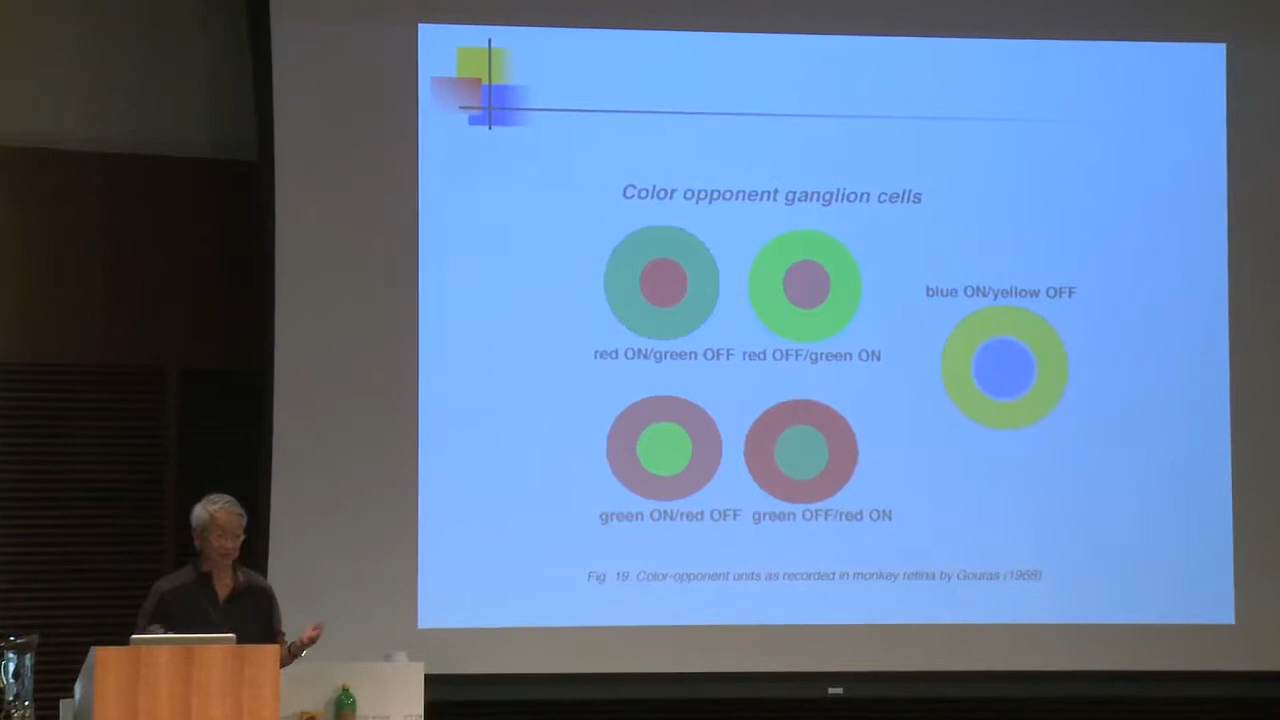 Color opponent ganglion cells
red ON/green OFF red OFF/green ON
blue ON/yellow OFF
green ON/red OFF green OFF/red ON
Fig 19. Color-opponent units as recorded in monkey retina by Gouras (1968)